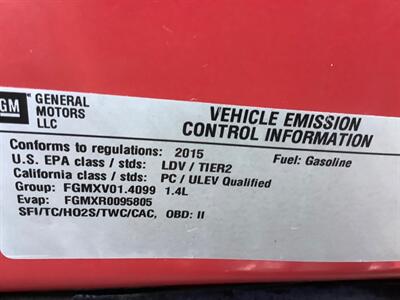 GM GENERAL MOTORS LLC
VEHICLE EMISSION
CONTROL INFORMATION
Conforms to regulations: 2015 Fuel: Gasoline
U.S. EPA class / stds: LDV / TIER2
California class / stds: PC / ULEV Qualified
Group: FGMXV01.4099 1.4L
Evap: FGMXR0095805
SFI/TC/HO2S/TWC/CAC, OBD: II